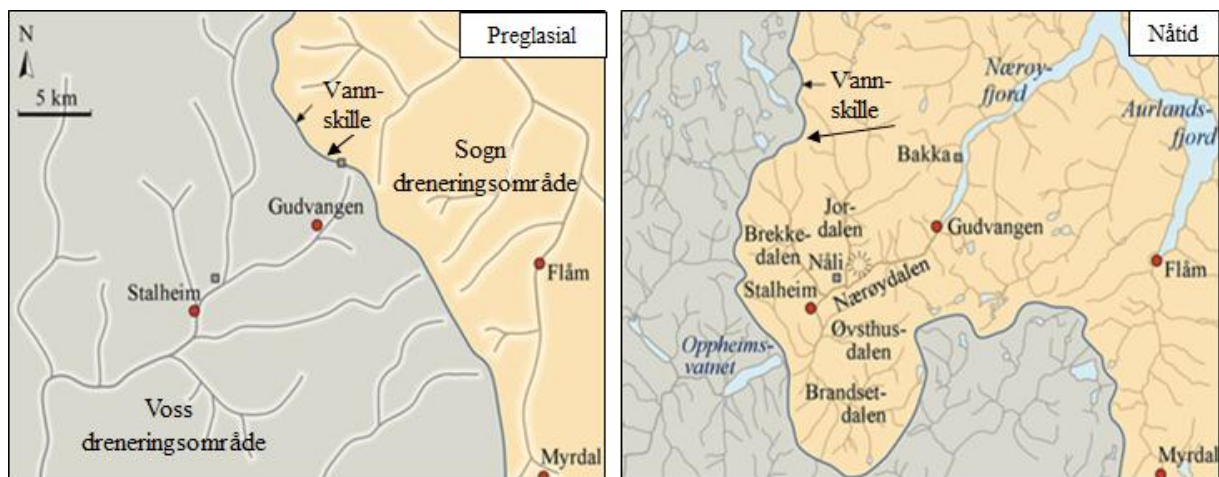 N
5 km
Preglasial
Vann-
skille
Sogn
dreneringsområde
Gudvangen
Flåm
Stalheim
Voss
dreneringsområde
Myrdal
Nåtid
Nærøy-
fjord
Vann-
skille
Aurlands-
fjord
Bakka
Jor-
dalen
Gudvangen
Brekke-
dalen
Nåli
Flåm
Nærøydalen
Stalheim
Øvsthus-
dalen
Oppheims-
vatnet
Brandset-
dalen
Myrdal